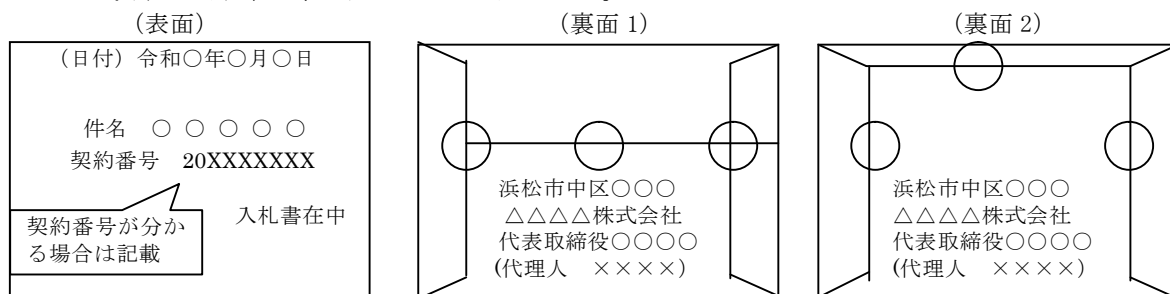 （表面）
（裏面 1）
（裏面 2）
（日付）令和○年○月○日
件名　○ ○ ○ ○ ○
契約番号　20XXXXXXX
入札書在中
契約番号が分か
る場合は記載
浜松市中区○○○
△△△△株式会社
代表取締役○○○○
(代理人　××××)
浜松市中区○○○
△△△△株式会社
代表取締役○○○○
(代理人　××××)